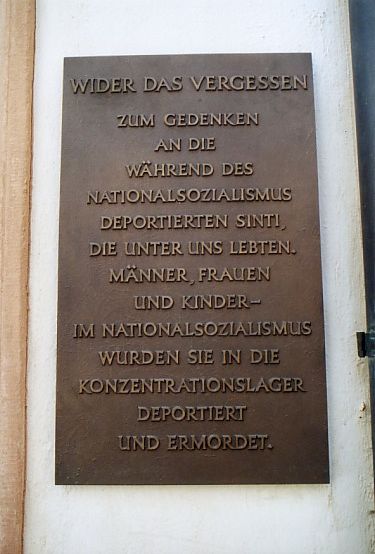 WIDER DAS VERGESSEN
ZUM GEDENKEN
AN DIE
WÄHREND DES
NATIONALSOZIALISMUS
DEPORTIERTEN SINTI,
DIE UNTER UNS LEBTEN.
MÄNNER, FRAUEN
UND KINDER–
IM NATIONALSOZIALISMUS
WURDEN SIE IN DIE
KONZENTRATIONSLAGER
DEPORTIERT
UND ERMORDET.